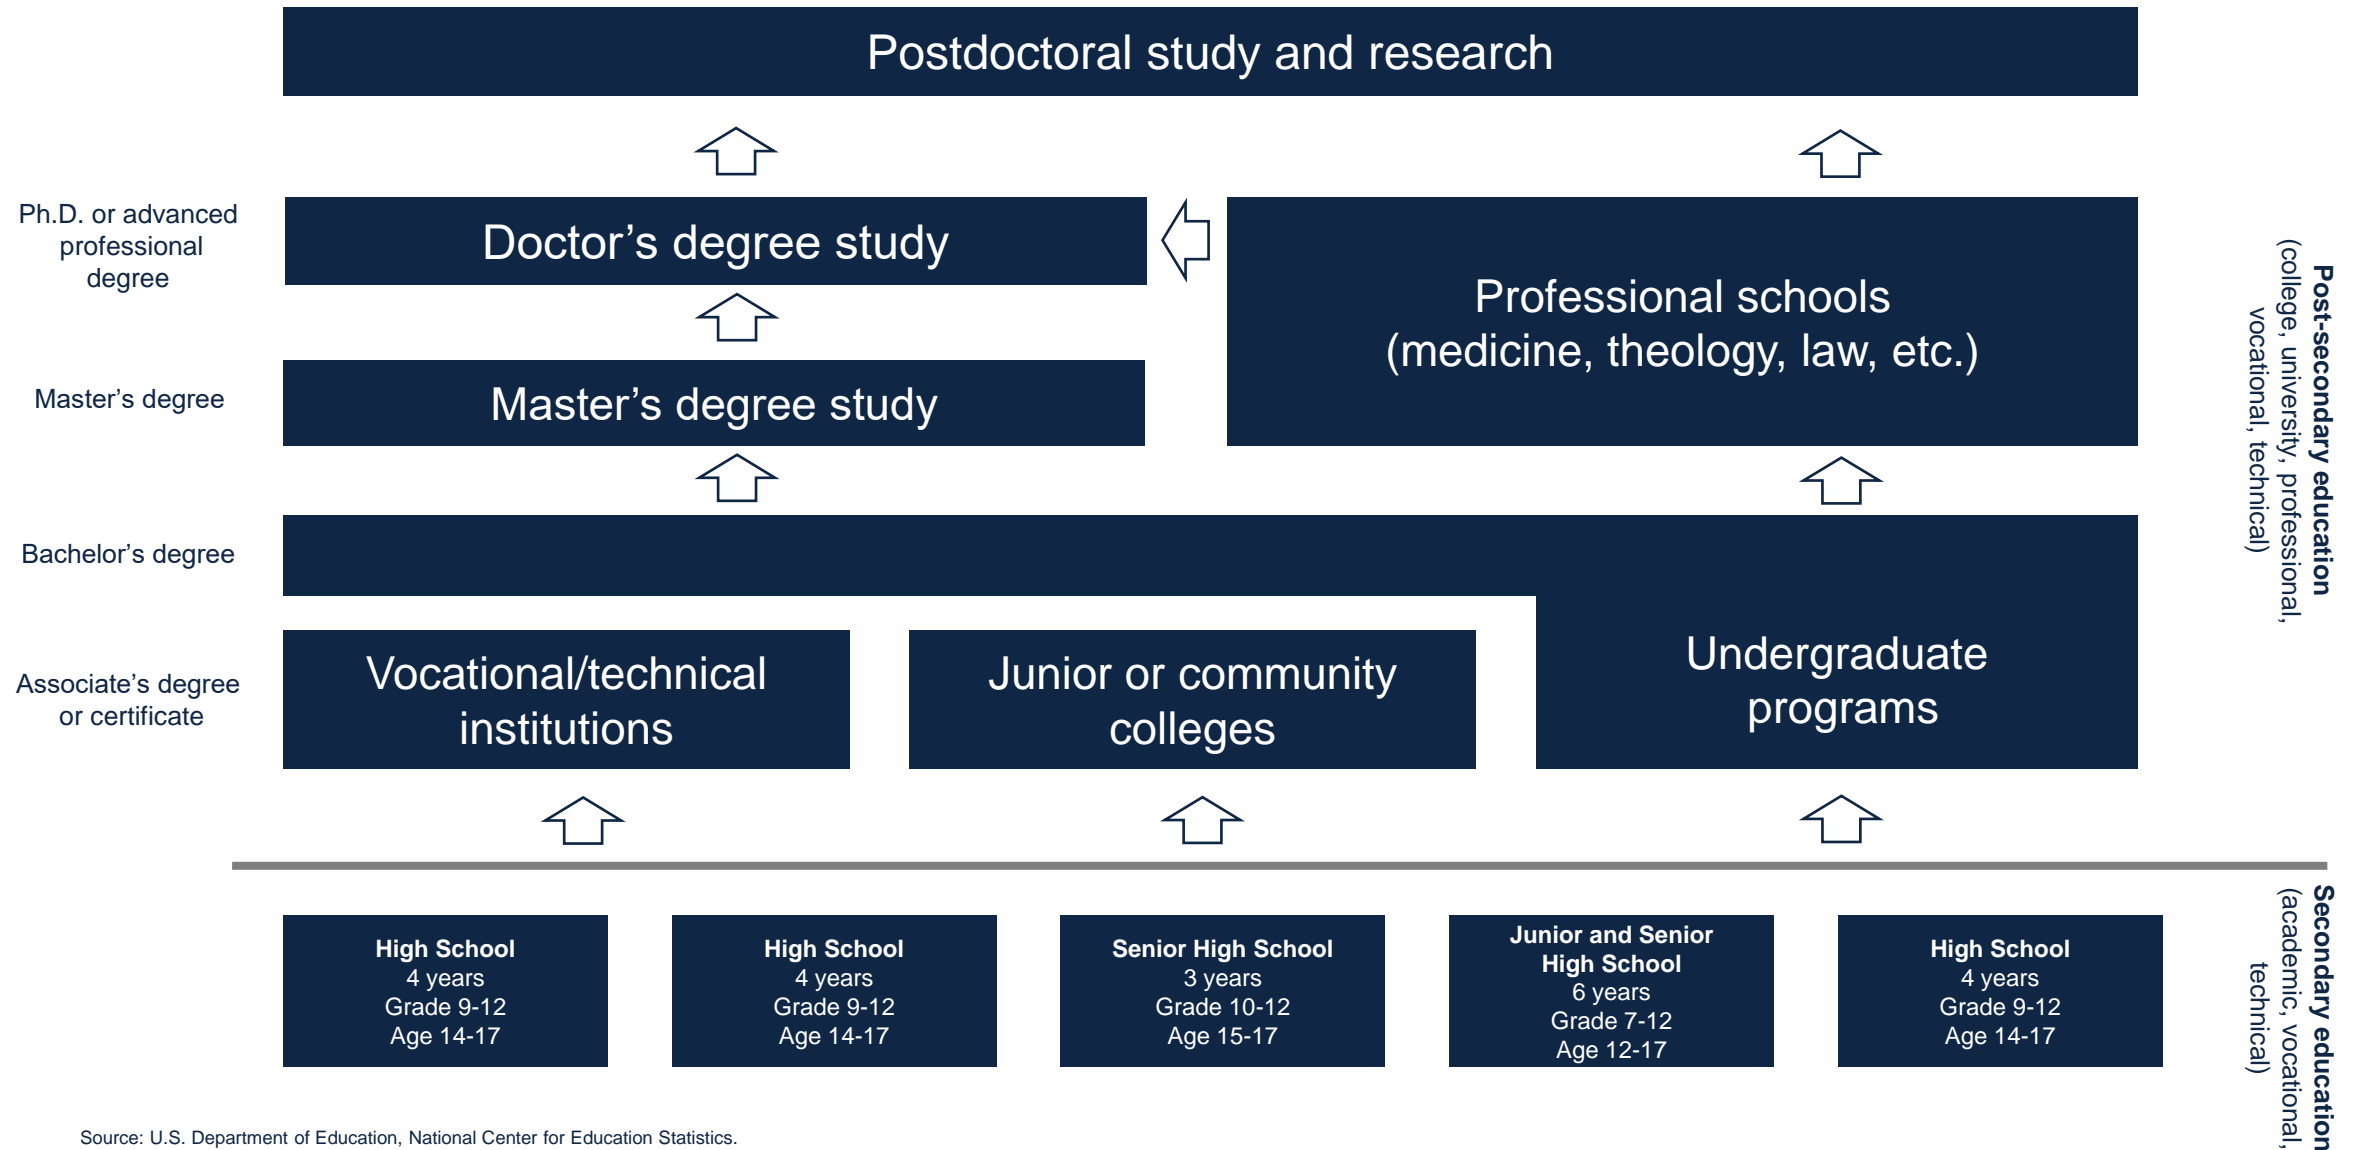 Postdoctoral study and research
Ph.D. or advanced
professional
degree
Doctor’s degree study
Professional schools
(medicine, theology, law, etc.)
Master’s degree
Master’s degree study
Bachelor’s degree
Associate’s degree
or certificate
Vocational/technical
institutions
Junior or community
colleges
Undergraduate
programs
Post-secondary education
(college, university, professional,
vocational, technical)
High School
4 years
Grade 9-12
Age 14-17
High School
4 years
Grade 9-12
Age 14-17
Senior High School
3 years
Grade 10-12
Age 15-17
Junior and Senior
High School
6 years
Grade 7-12
Age 12-17
High School
4 years
Grade 9-12
Age 14-17
Secondary education
(academic, vocational,
technical)
Source: U.S. Department of Education, National Center for Education Statistics.